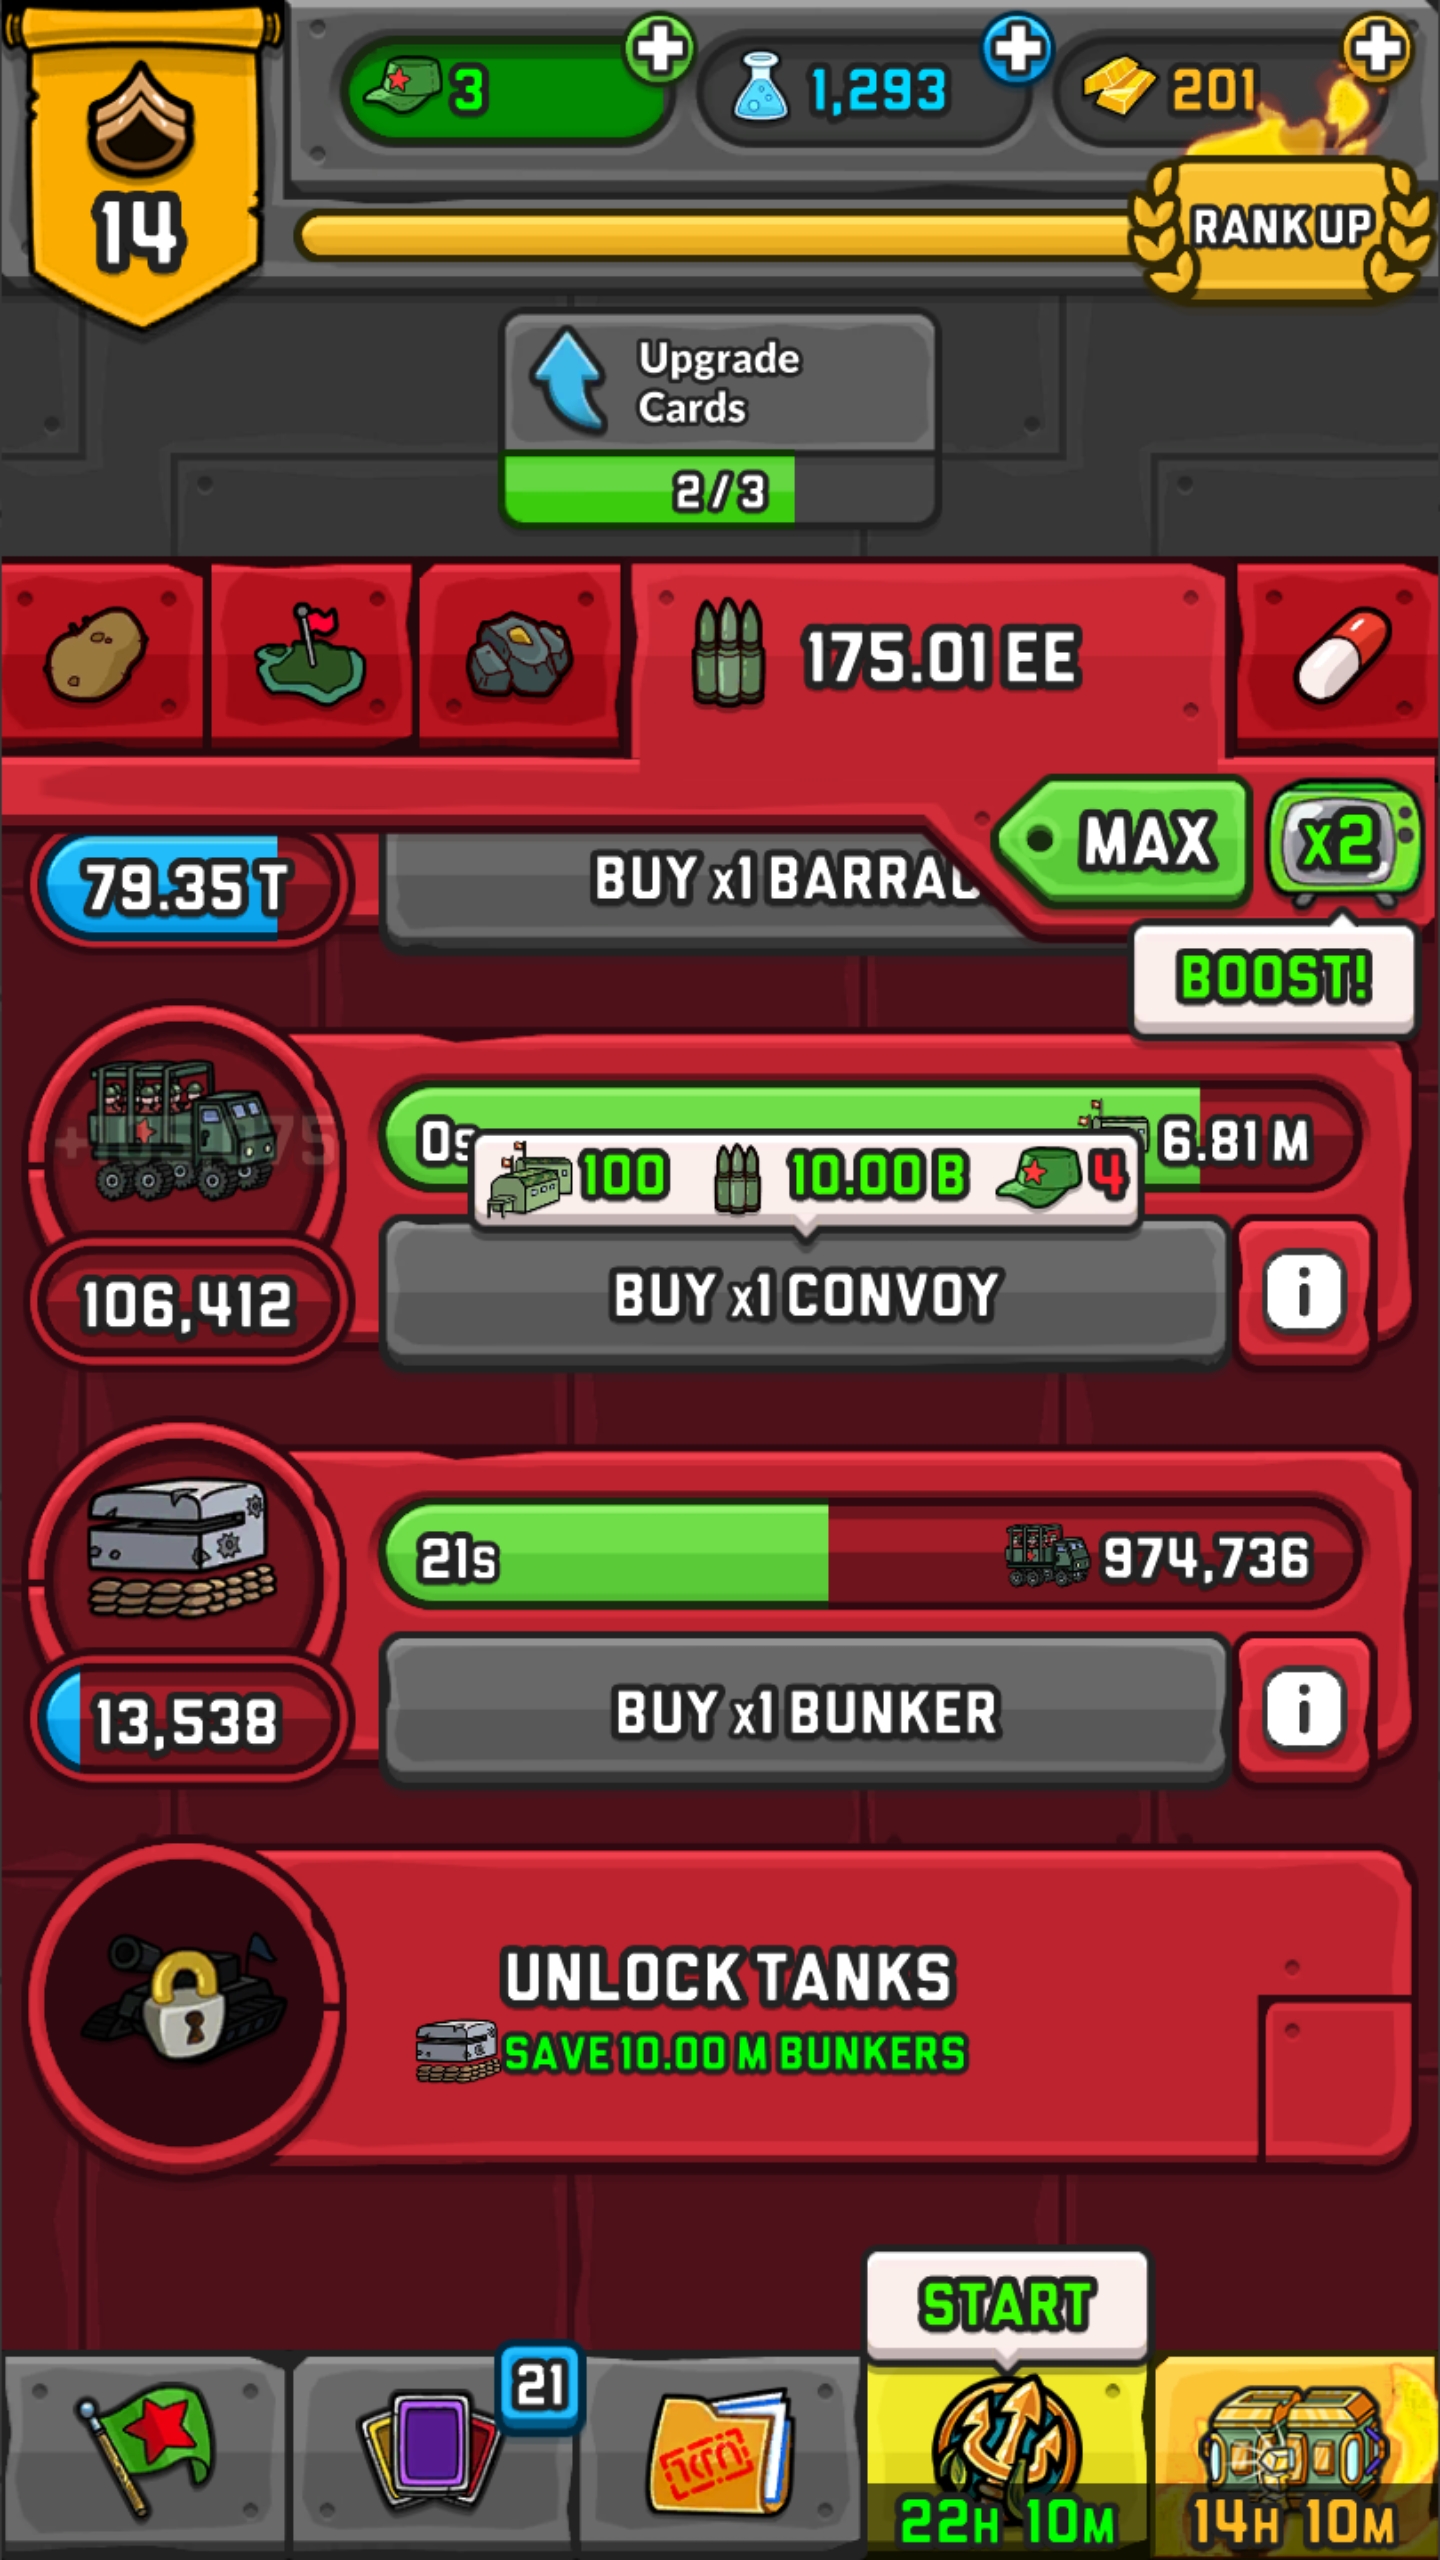 14
3
1,293
201
RANK UP
Upgrade
Cards
2/3
175.01 EE
MAX
x2
79.35 T
BUY x1 BARRAC
BOOST!
0s
6.81 M
100
10.00 B
4
106,412
BUY x1 CONVOY
i
21s
974,736
13,538
BUY x1 BUNKER
i
UNLOCK TANKS
SAVE 10.00 M BUNKERS
START
21
22H 10M
14H 10M